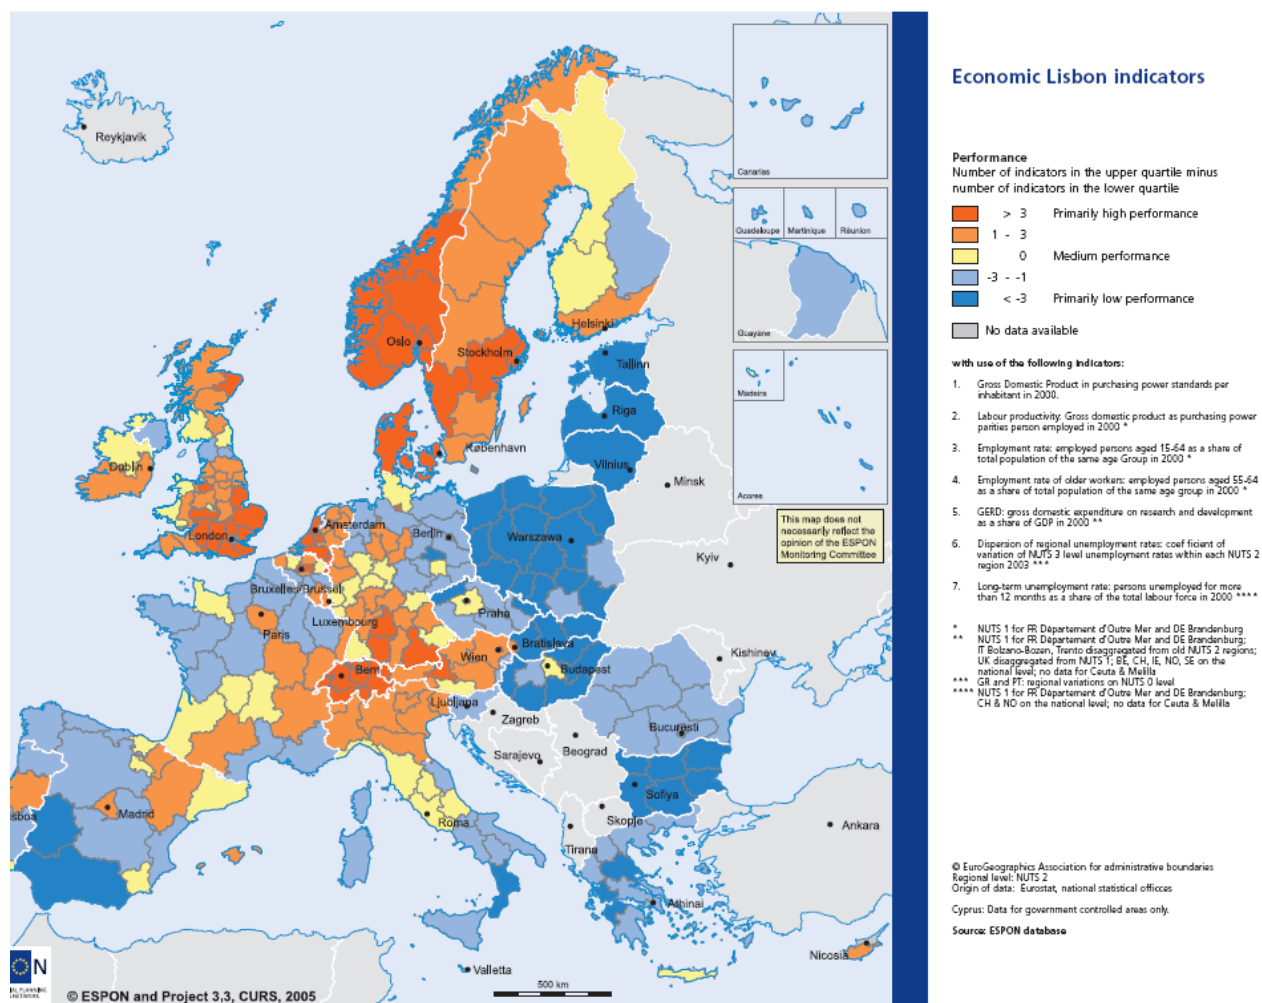 Economic Lisbon indicators
Performance
Number of indicators in the upper quartile minus
number of indicators in the lower quartile
> 3 Primarily high performance
1 - 3
0 Medium performance
-3 - -1
< -3 Primarily low performance
No data available
with use of the following indicators:
1. Gross Domestic Product in purchasing power standards per
inhabitant in 2000.
2. Labour productivity: Gross domestic product as purchasing power
parities person employed in 2000 *
3. Employment rate: employed persons aged 15-64 as a share of
total population of the same age Group in 2000 *
4. Employment rate of older workers: employed persons aged 55-64
as a share of total population of the same age group in 2000 *
5. GERD: gross domestic expenditure on research and development
as a share of GDP in 2000 **
6. Dispersion of regional unemployment rates: coef ficient of
variation of NUTS 3 level unemployment rates within each NUTS 2
region 2003 ***
7. Long-term unemployment rate: persons unemployed for more
than 12 months as a share of the total labour force in 2000 ****
* NUTS 1 for FR Département d'Outre Mer and DE Brandenburg
** NUTS 1 for FR Département d'Outre Mer and DE Brandenburg;
IT Bolzano-Bozen, Trento disaggregated from old NUTS 2 regions;
UK disaggregated from NUTS 1; BE, CH, IE, NO, SE on the
national level; no data for Ceuta & Melilla
*** GR and PT: regional variations on NUTS 0 level
**** NUTS 1 for FR Département d'Outre Mer and DE Brandenburg;
CH & NO on the national level; no data for Ceuta & Melilla
© EuroGeographics Association for administrative boundaries
Regional level: NUTS 2
Origin of data: Eurostat, national statistical offices
Cyprus: Data for government controlled areas only.
Source: ESPON database
Canarias
Guadeloupe
Martinique
Réunion
Guayane
Madeira
Acores
This map does not
necessarily reflect the
opinion of the ESPON
Monitoring Committee
Reykjavik
Oslo
Stockholm
Helsinki
Tallinn
Riga
Vilnius
Minsk
København
Dublin
London
Amsterdam
Berlin
Warszawa
Kyiv
Bruxelles/Brussel
Praha
Luxembourg
Paris
Bratislava
Wien
Kishinev
Bern
Budapest
Ljubljana
Zagreb
Bucuresti
Beograd
Sarajevo
Sofiya
Madrid
sboa
Roma
Skopje
Tirana
Ankara
Athinai
Nicosia
Valletta
500 km
N
© ESPON and Project 3,3, CURS, 2005